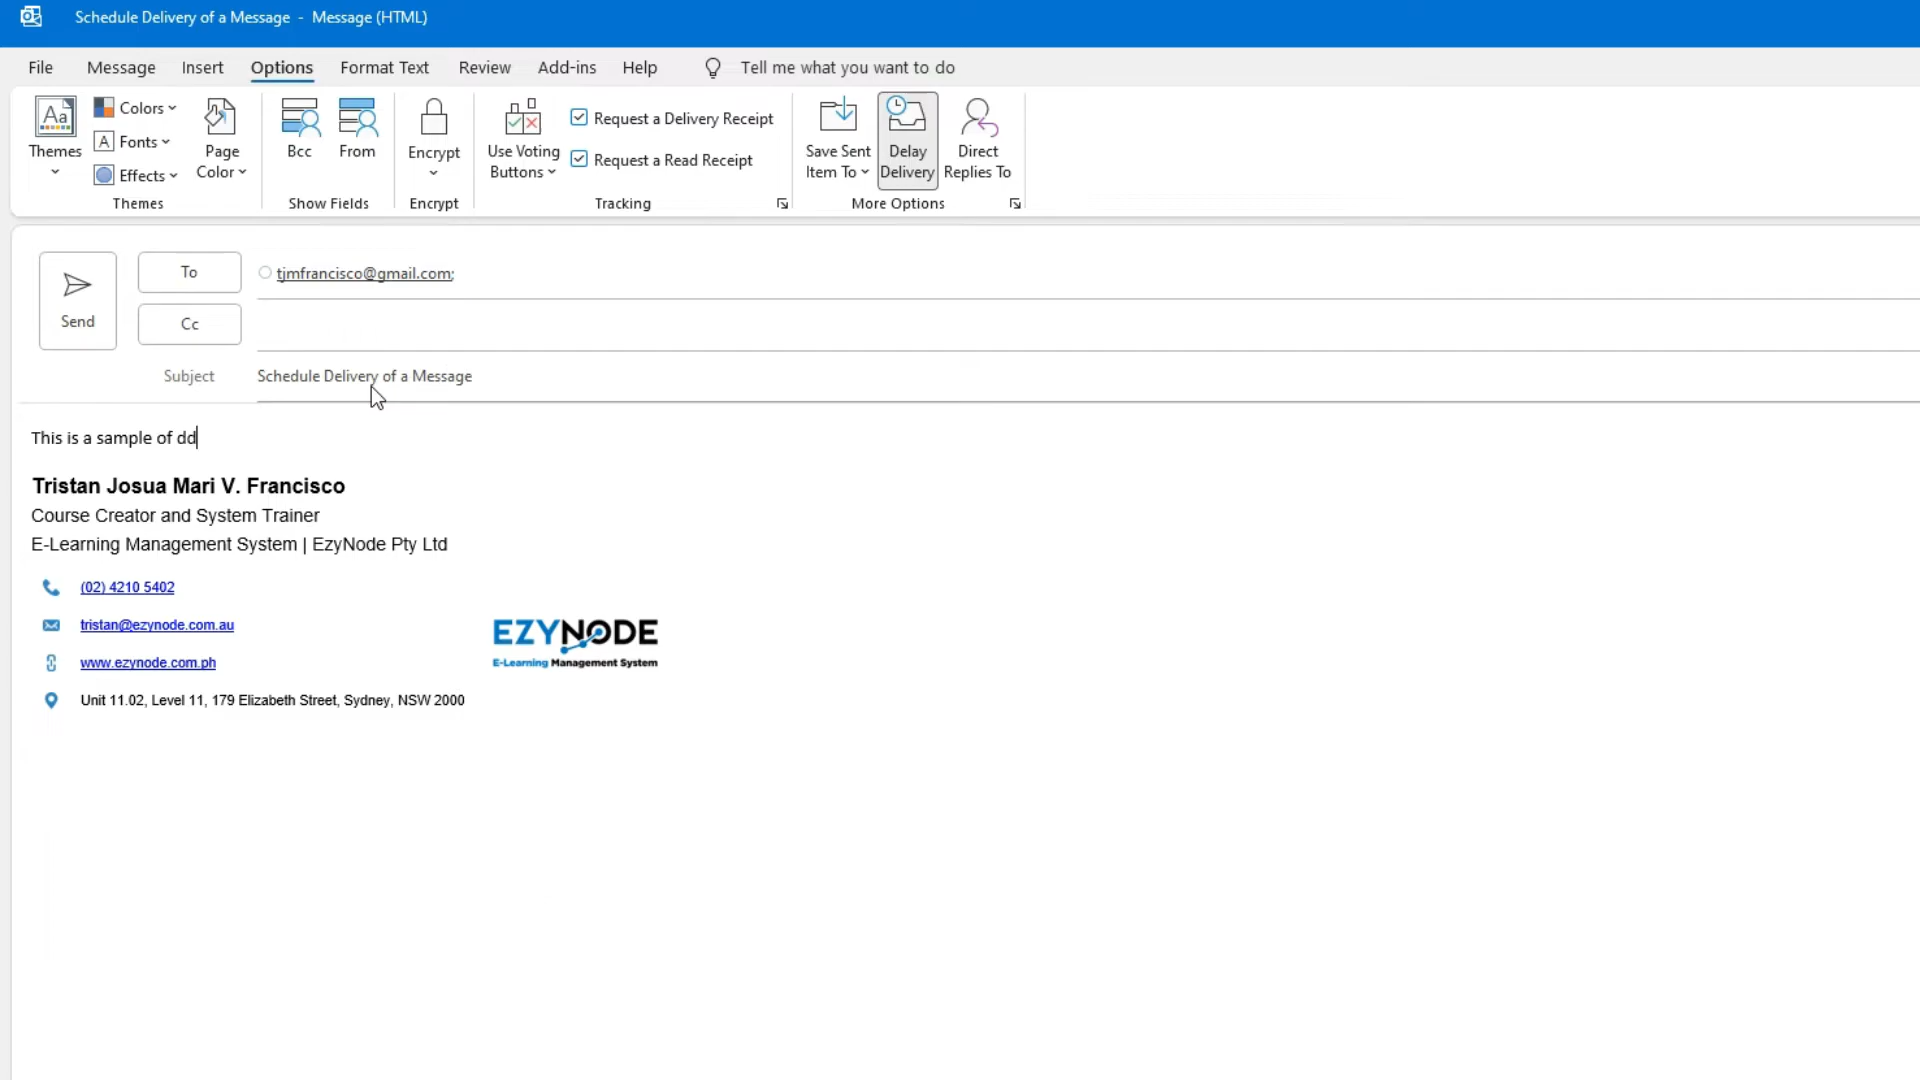 Schedule Delivery of a Message - Message (HTML)
File Message Insert Options Format Text Review Add-ins Help Tell me what you want to do
Aa
Themes
Colors
A Fonts
Effects
Page
Color
Themes
Bcc
From
Show Fields
Encrypt
Encrypt
Use Voting
Buttons
Request a Delivery Receipt
Request a Read Receipt
Tracking
Save Sent
Item To
Delay
Delivery
Direct
Replies To
More Options
Send
To
tjmfrancisco@gmail.com;
Cc
Subject
Schedule Delivery of a Message
This is a sample of dd
Tristan Josua Mari V. Francisco
Course Creator and System Trainer
E-Learning Management System | EzyNode Pty Ltd
(02) 4210 5402
tristan@ezynode.com.au
www.ezynode.com.ph
Unit 11.02, Level 11, 179 Elizabeth Street, Sydney, NSW 2000
EZYNODE
E-Learning Management System